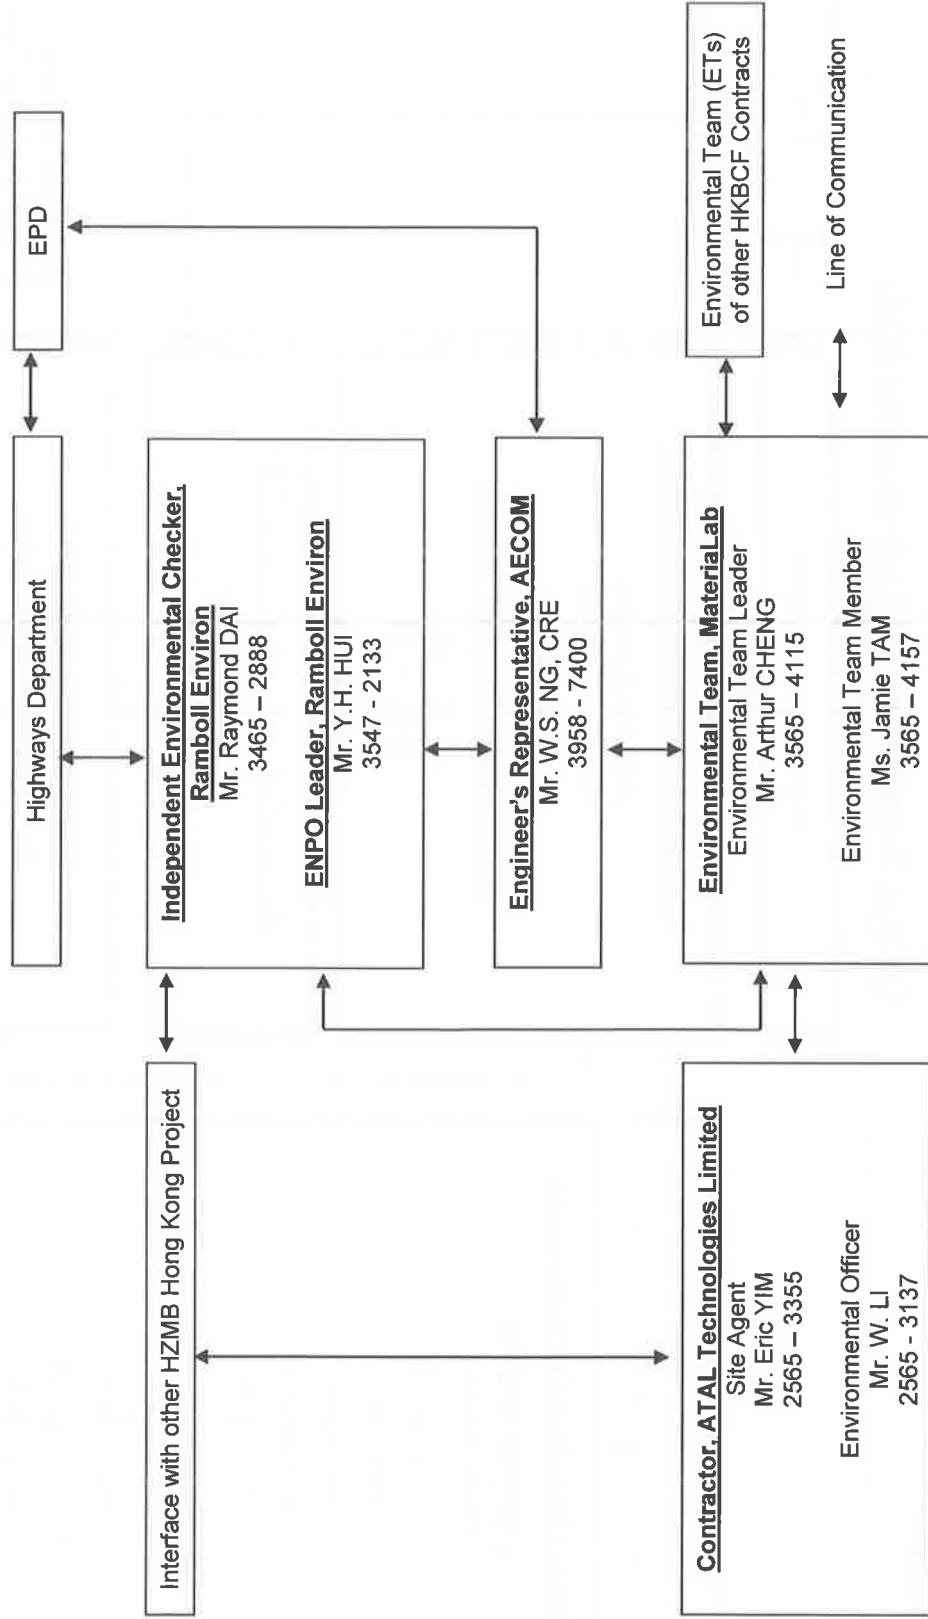 Highways Department
EPD
Interface with other HZMB Hong Kong Project
Independent Environmental Checker,
Ramboll Environ
Mr. Raymond DAI
3465 – 2888
ENPO Leader, Ramboll Environ
Mr. Y.H. HUI
3547 - 2133
Engineer's Representative, AECOM
Mr. W.S. NG, CRE
3958 - 7400
Contractor, ATAL Technologies Limited
Site Agent
Mr. Eric YIM
2565 – 3355
Environmental Officer
Mr. W. LI
2565 - 3137
Environmental Team, MateriaLab
Environmental Team Leader
Mr. Arthur CHENG
3565 – 4115
Environmental Team Member
Ms. Jamie TAM
3565 – 4157
Environmental Team (ETs)
of other HKBCF Contracts
Line of Communication